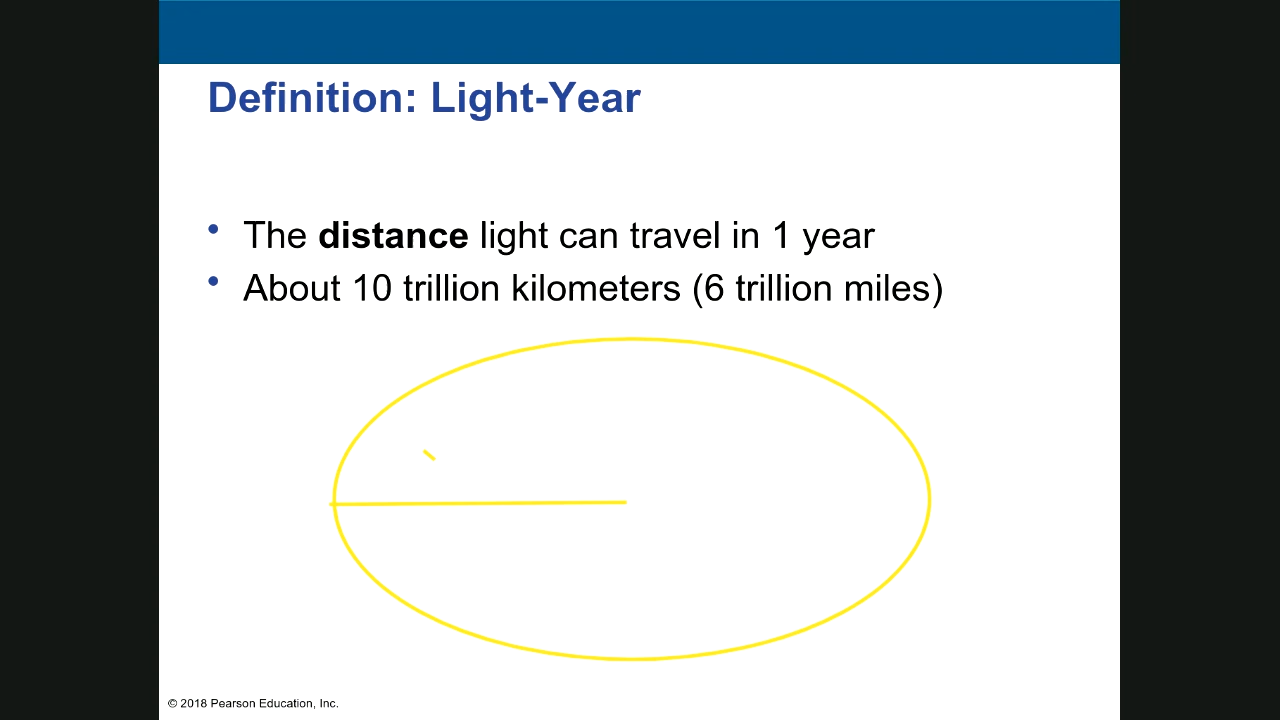 Definition: Light-Year
• The distance light can travel in 1 year
• About 10 trillion kilometers (6 trillion miles)
© 2018 Pearson Education, Inc.